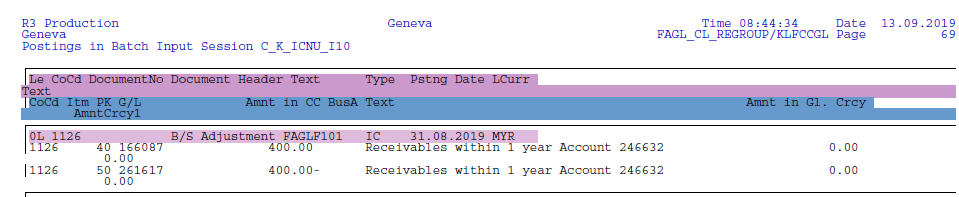 R3 Production Geneva Time 08:44:34 Date 13.09.2019
Geneva FAGL_CL_REGROUP/KLFCCGL Page 69
Postings in Batch Input Session C_K_ICNU_I10
Le CoCd DocumentNo Document Header Text Type Pstng Date LCurr
Text
CoCd Itm PK G/L Amnt in CC BusA Text Amnt in Gl. Crcy
AmntCrcy1
0L 1126 B/S Adjustment FAGLF101 IC 31.08.2019 MYR
1126 40 166087 400.00 Receivables within 1 year Account 246632 0.00
0.00
1126 50 261617 400.00- Receivables within 1 year Account 246632 0.00
0.00